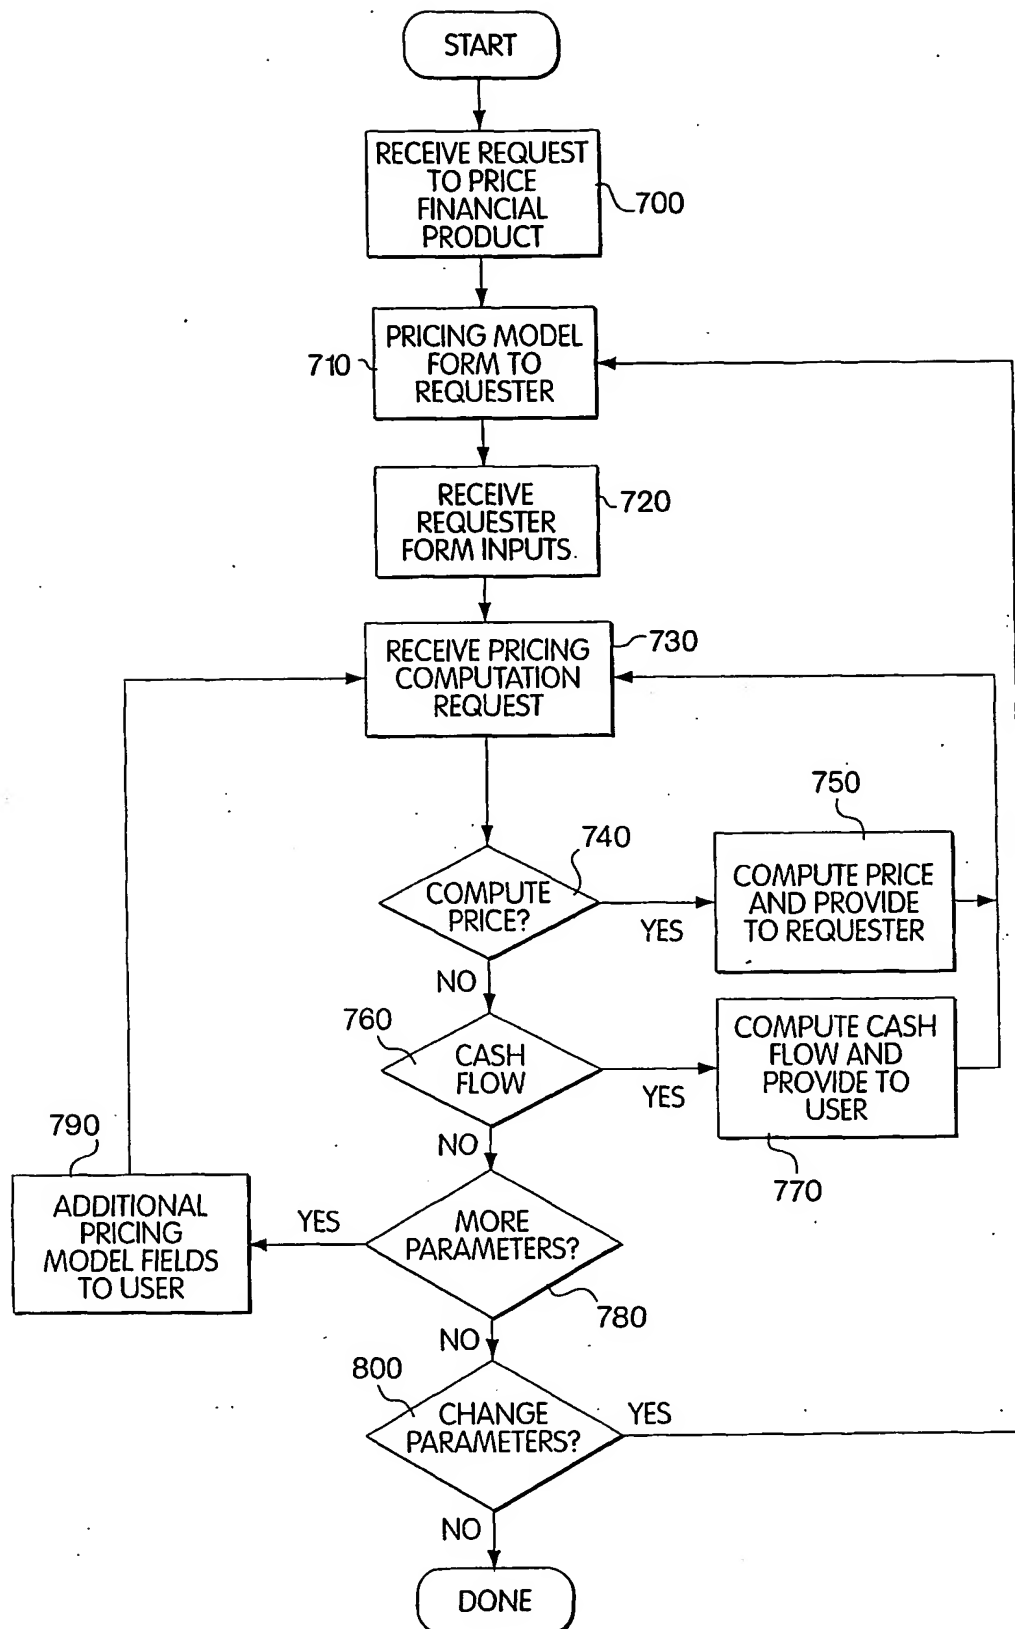 START
RECEIVE REQUEST
TO PRICE
FINANCIAL
PRODUCT
700
PRICING MODEL
FORM TO
REQUESTER
710
RECEIVE
REQUESTER
FORM INPUTS.
720
RECEIVE PRICING
COMPUTATION
REQUEST
730
COMPUTE
PRICE?
740
YES
COMPUTE PRICE
AND PROVIDE
TO REQUESTER
750
NO
CASH
FLOW
760
YES
COMPUTE CASH
FLOW AND
PROVIDE TO
USER
770
NO
MORE
PARAMETERS?
780
YES
ADDITIONAL
PRICING
MODEL FIELDS
TO USER
790
NO
CHANGE
PARAMETERS?
800
YES
NO
DONE